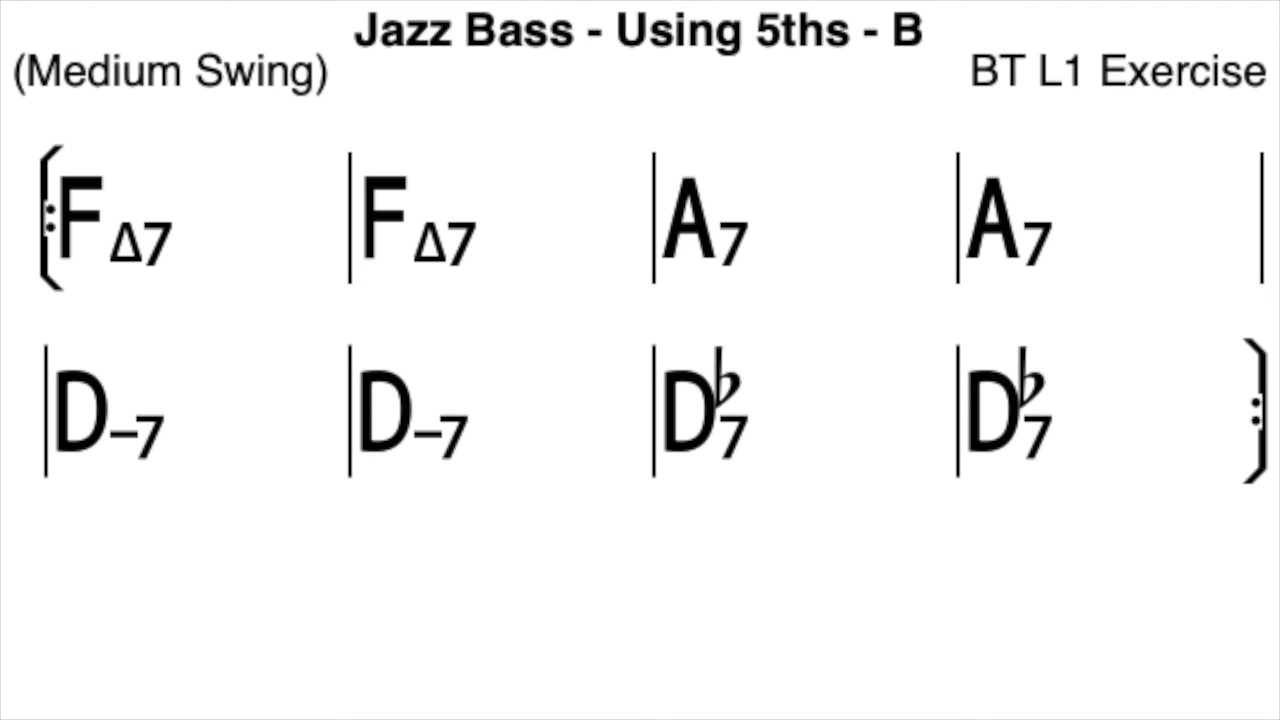 Jazz Bass - Using 5ths - B
(Medium Swing) BT L1 Exercise
FΔ7 FΔ7 A7 A7
D–7 D–7 D♭7 D♭7